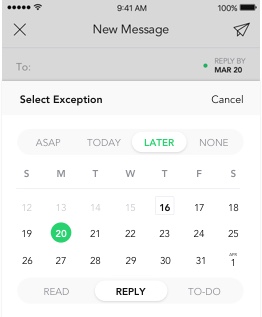 9:41 AM 100%
New Message
To: REPLY BY
MAR 20
Select Exception Cancel
ASAP TODAY LATER NONE
S M T W T F S
12 13 14 15 16 17 18
19 20 21 22 23 24 25
26 27 28 29 30 31 APR 1
READ REPLY TO-DO